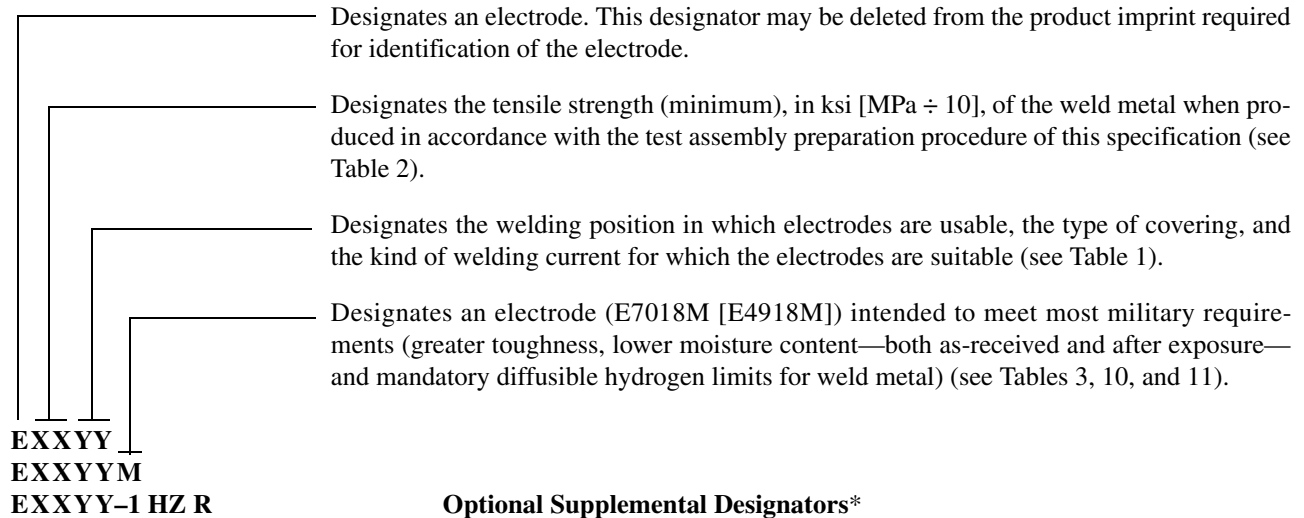 Designates an electrode. This designator may be deleted from the product imprint required
for identification of the electrode.
Designates the tensile strength (minimum), in ksi [MPa ÷ 10], of the weld metal when pro-
duced in accordance with the test assembly preparation procedure of this specification (see
Table 2).
Designates the welding position in which electrodes are usable, the type of covering, and
the kind of welding current for which the electrodes are suitable (see Table 1).
Designates an electrode (E7018M [E4918M]) intended to meet most military require-
ments (greater toughness, lower moisture content—both as-received and after exposure—
and mandatory diffusible hydrogen limits for weld metal) (see Tables 3, 10, and 11).
EXXYY
EXXYYM
EXXYY–1 HZ R Optional Supplemental Designators*